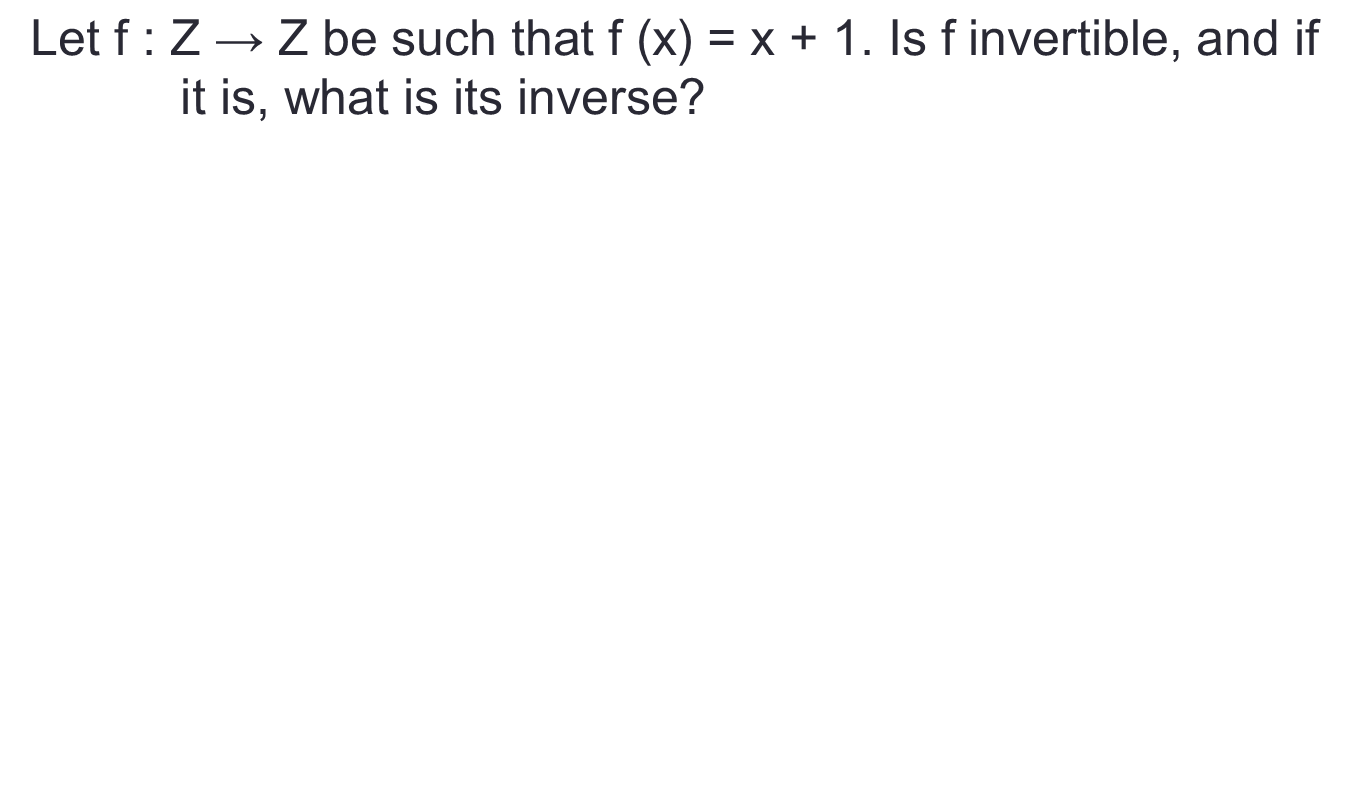 Let f : Z → Z be such that f (x) = x + 1. Is f invertible, and if
it is, what is its inverse?